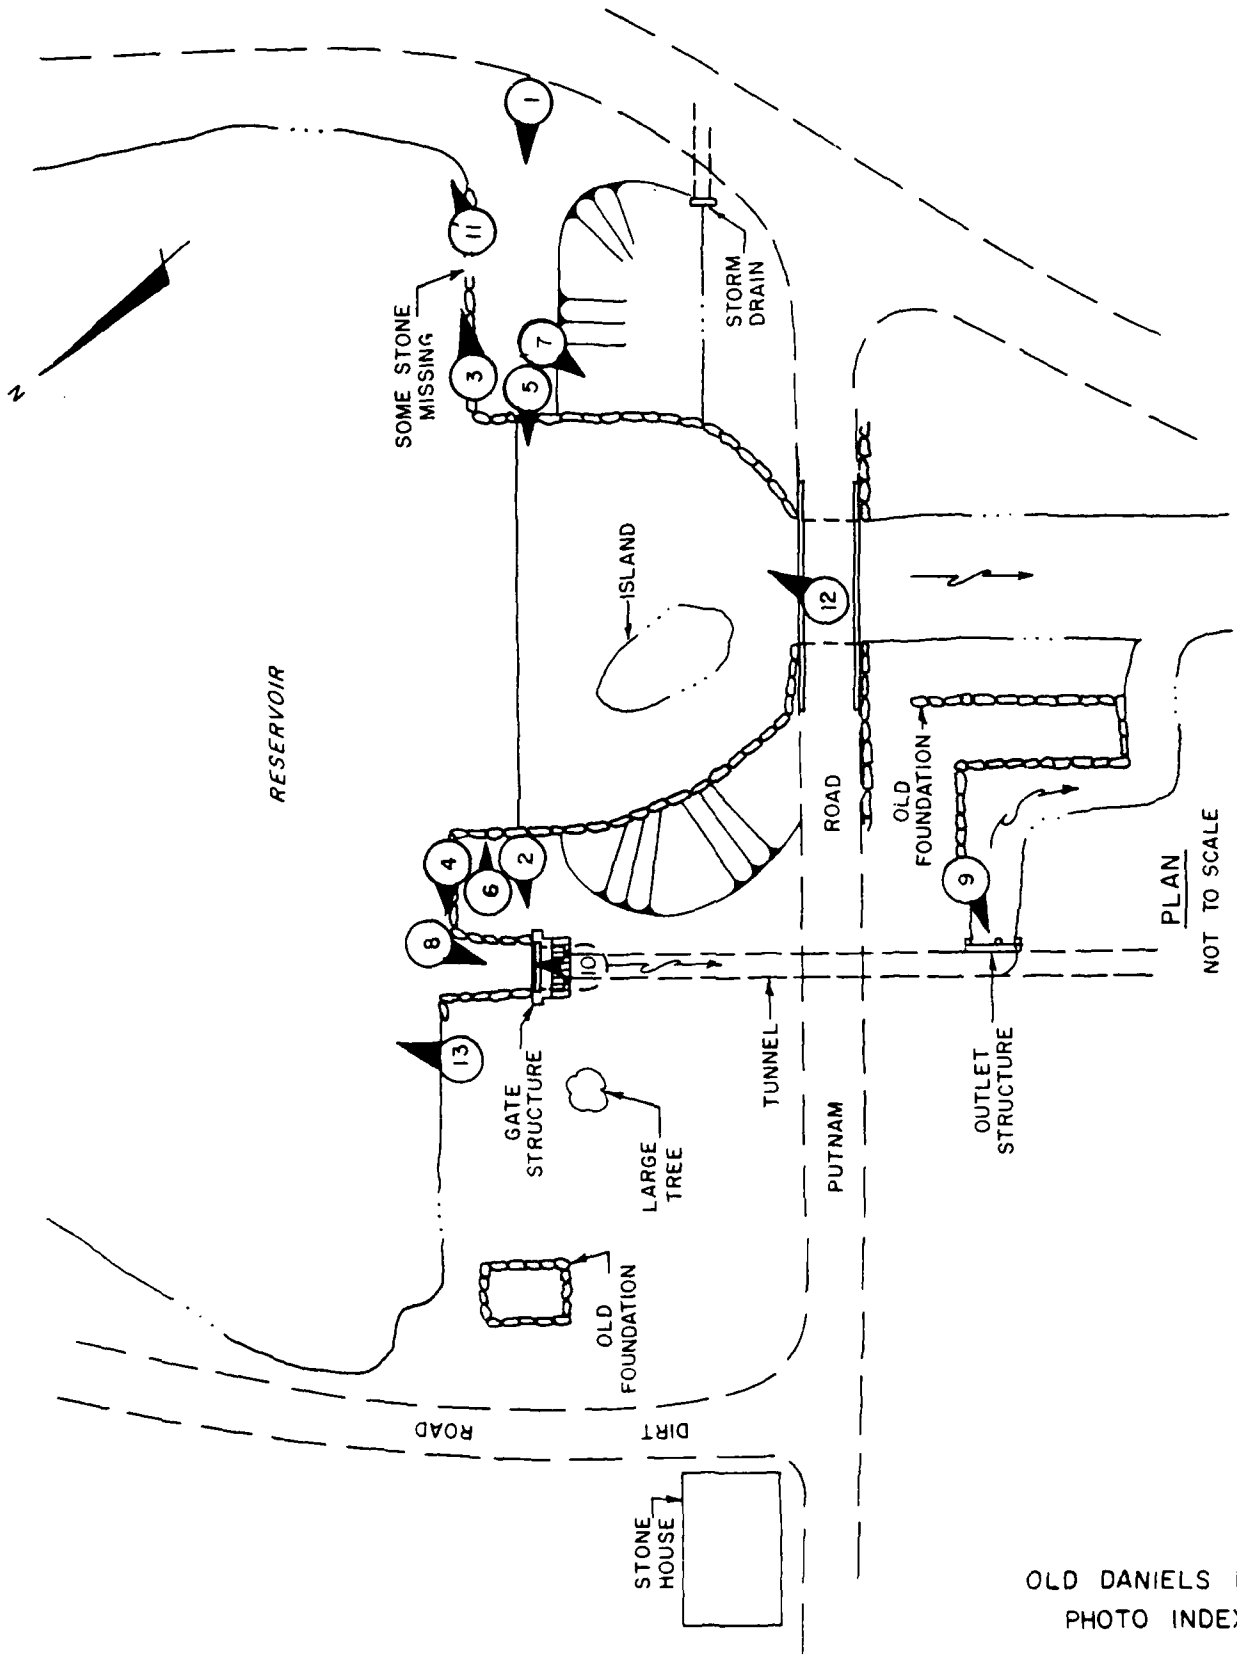 N
RESERVOIR
SOME STONE
MISSING
1
11
3
7
5
STORM
DRAIN
ISLAND
12
4
6
2
8
10
13
GATE
STRUCTURE
LARGE
TREE
TUNNEL
OLD
FOUNDATION
9
OUTLET
STRUCTURE
PUTNAM
ROAD
OLD
FOUNDATION
DIRT
ROAD
STONE
HOUSE
PLAN
NOT TO SCALE
OLD DANIELS
PHOTO INDEX